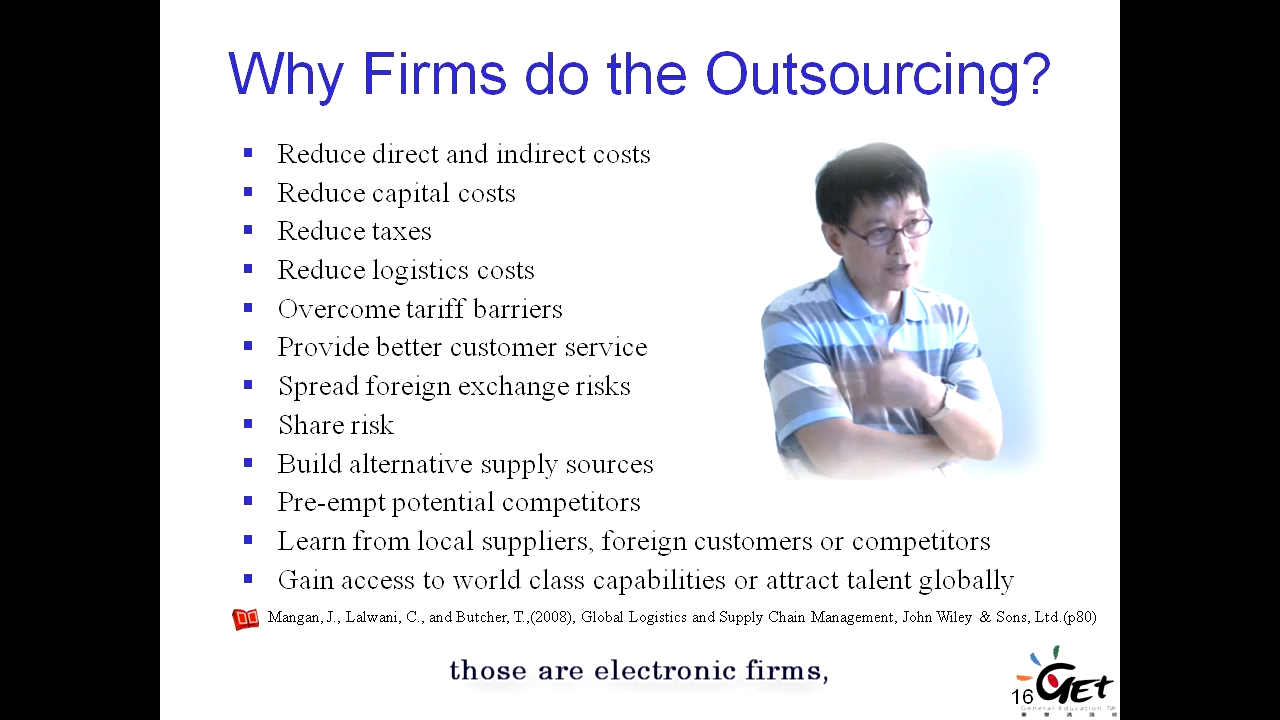 Why Firms do the Outsourcing?
Reduce direct and indirect costs
Reduce capital costs
Reduce taxes
Reduce logistics costs
Overcome tariff barriers
Provide better customer service
Spread foreign exchange risks
Share risk
Build alternative supply sources
Pre-empt potential competitors
Learn from local suppliers, foreign customers or competitors
Gain access to world class capabilities or attract talent globally
Mangan, J., Lalwani, C., and Butcher, T.,(2008), Global Logistics and Supply Chain Management, John Wiley & Sons, Ltd.(p80)
those are electronic firms,
16
GET
General Education TW